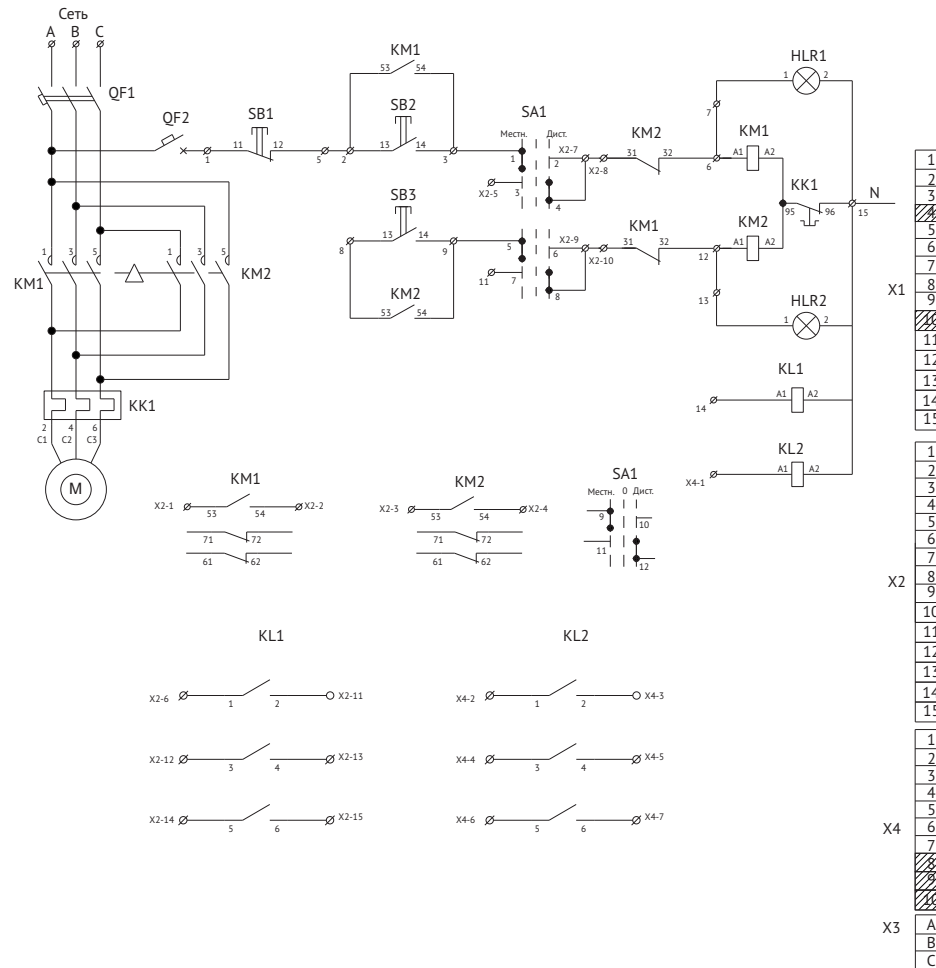 Сеть
A B C
QF1
QF2
1
SB1
11 12
5 2
KM1
53 54
SB2
13 14
3
SA1
Местн. Дист.
1 2
X2-5 3 4
X2-7
X2-8
KM2
31 32
7
HLR1
1 2
6
KM1
A1 A2
KK1
95 96
15
N
SB3
13 14
8 9
KM2
53 54
5 6
11 7 8
X2-9
X2-10
KM1
31 32
12
KM2
A1 A2
13
HLR2
1 2
KL1
14 A1 A2
KL2
X4-1 A1 A2
KM1 1 3 5
1 3 5 KM2
KK1
2 4 6
C1 C2 C3
M
KM1
X2-1 53 54 X2-2
71 72
61 62
KM2
X2-3 53 54 X2-4
71 72
61 62
SA1
Местн. 0 Дист.
9 10
11 12
KL1
X2-6 1 2 X2-11
X2-12 3 4 X2-13
X2-14 5 6 X2-15
KL2
X4-2 1 2 X4-3
X4-4 3 4 X4-5
X4-6 5 6 X4-7
X1
1
2
3
4
5
6
7
8
9
10
11
12
13
14
15
X2
1
2
3
4
5
6
7
8
9
10
11
12
13
14
15
X4
1
2
3
4
5
6
7
8
9
10
X3
A
B
C